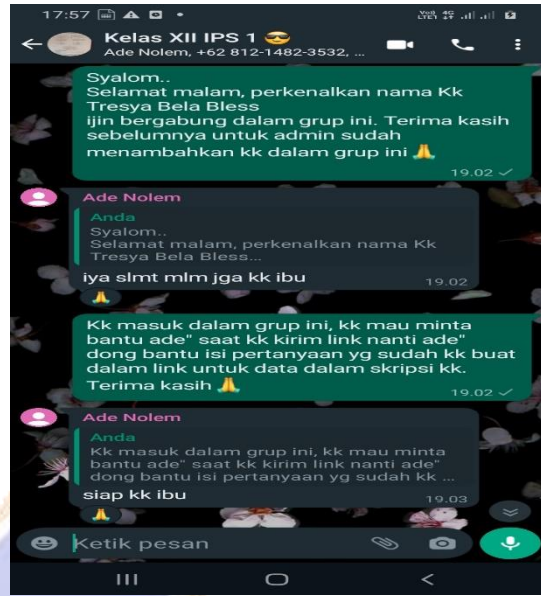 17:57
Kelas XII IPS 1 😎
Ade Nolem, +62 812-1482-3532, ...
Syalom..
Selamat malam, perkenalkan nama Kk
Tresya Bela Bless
ijin bergabung dalam grup ini. Terima kasih
sebelumnya untuk admin sudah
menambahkan kk dalam grup ini 🙏
19.02
Ade Nolem
Anda
Syalom..
Selamat malam, perkenalkan nama Kk
Tresya Bela Bless...
iya slmt mlm jga kk ibu
19.02
🙏
Kk masuk dalam grup ini, kk mau minta
bantu ade" saat kk kirim link nanti ade"
dong bantu isi pertanyaan yg sudah kk buat
dalam link untuk data dalam skripsi kk.
Terima kasih 🙏
19.02
Ade Nolem
Anda
Kk masuk dalam grup ini, kk mau minta
bantu ade" saat kk kirim link nanti ade"
dong bantu isi pertanyaan yg sudah kk ...
siap kk ibu
19.03
🙏
Ketik pesan